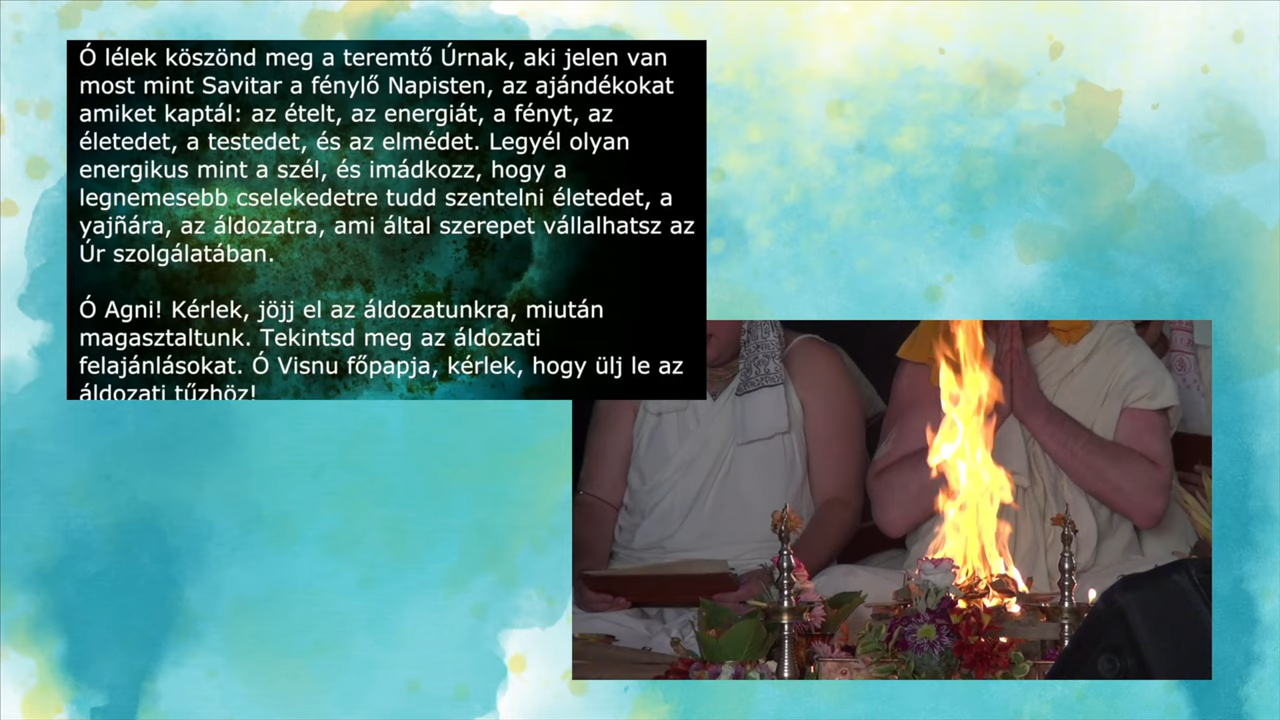 Ó lélek köszönd meg a teremtő Úrnak, aki jelen van
most mint Savitar a fénylő Napisten, az ajándékokat
amiket kaptál: az ételt, az energiát, a fényt, az
életedet, a testedet, és az elmédet. Legyél olyan
energikus mint a szél, és imádkozz, hogy a
legnemesebb cselekedetre tudd szentelni életedet, a
yajñára, az áldozatra, ami által szerepet vállalhatsz az
Úr szolgálatában.
Ó Agni! Kérlek, jöjj el az áldozatunkra, miután
magasztaltunk. Tekintsd meg az áldozati
felajánlásokat. Ó Visnu főpapja, kérlek, hogy ülj le az
áldozati tűzhöz!